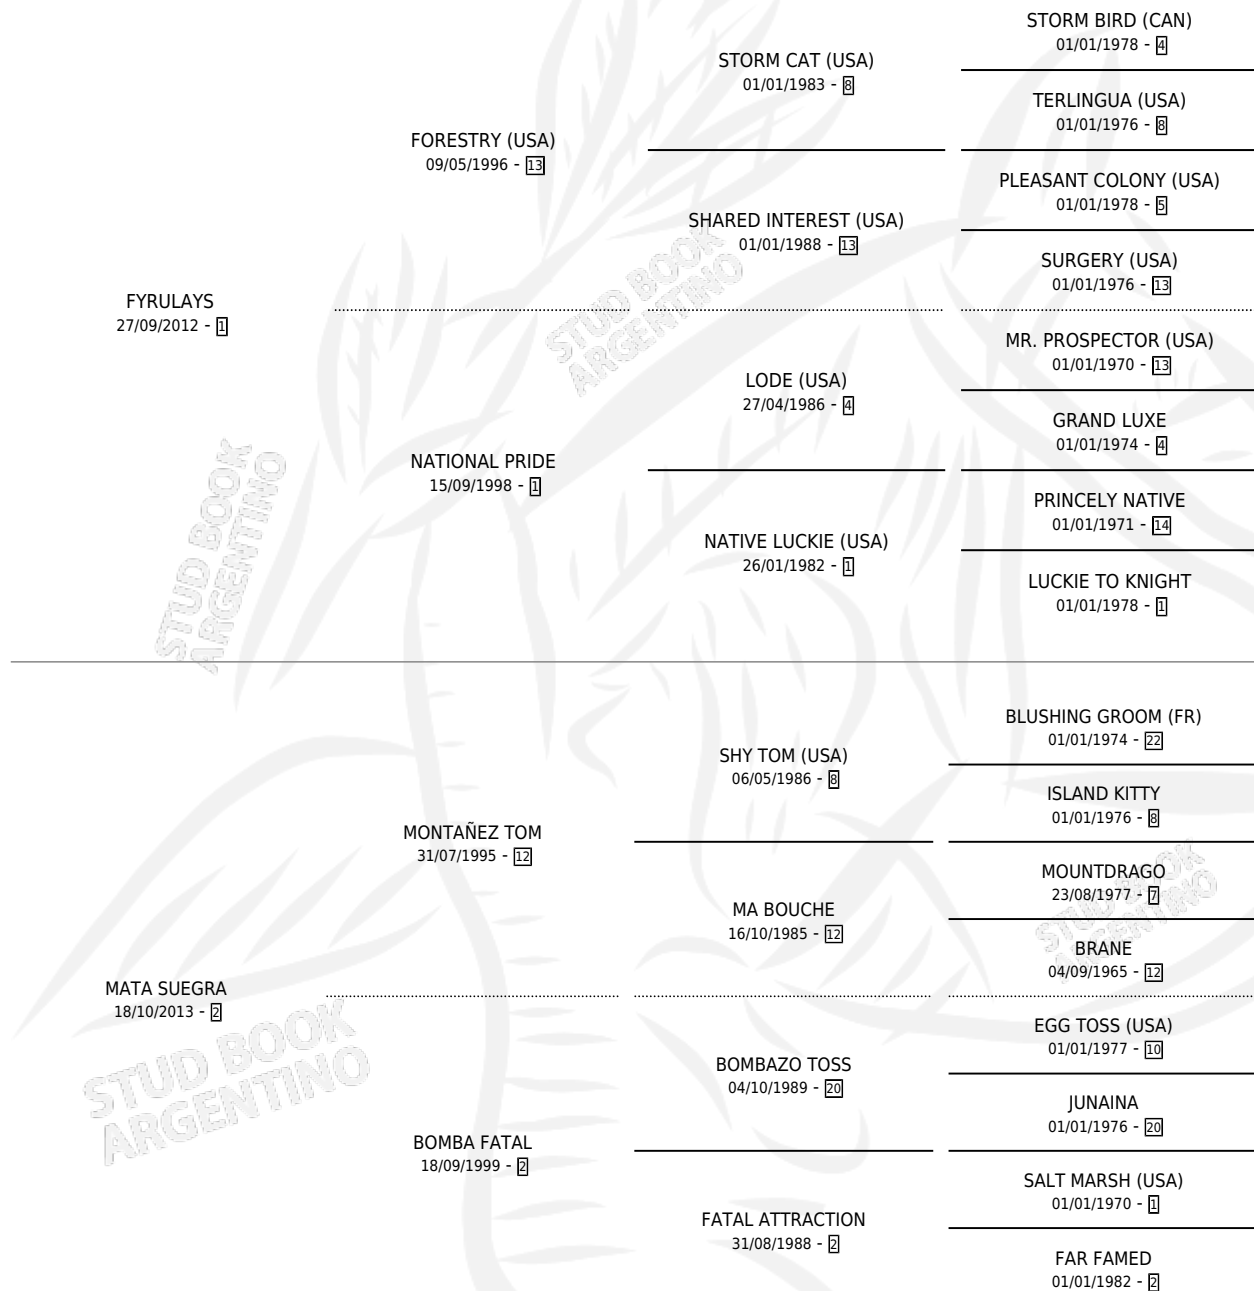 STORM BIRD (CAN)
01/01/1978 - 4
STORM CAT (USA)
01/01/1983 - 8
TERLINGUA (USA)
01/01/1976 - 8
FORESTRY (USA)
09/05/1996 - 13
PLEASANT COLONY (USA)
01/01/1978 - 5
SHARED INTEREST (USA)
01/01/1988 - 13
SURGERY (USA)
01/01/1976 - 13
FYRULAYS
27/09/2012 - 1
MR. PROSPECTOR (USA)
01/01/1970 - 13
LODE (USA)
27/04/1986 - 4
GRAND LUXE
01/01/1974 - 4
NATIONAL PRIDE
15/09/1998 - 1
PRINCELY NATIVE
01/01/1971 - 14
NATIVE LUCKIE (USA)
26/01/1982 - 1
LUCKIE TO KNIGHT
01/01/1978 - 1
BLUSHING GROOM (FR)
01/01/1974 - 22
SHY TOM (USA)
06/05/1986 - 8
ISLAND KITTY
01/01/1976 - 8
MONTAÑEZ TOM
31/07/1995 - 12
MOUNTDRAGO
23/08/1977 - 7
MA BOUCHE
16/10/1985 - 12
BRANE
04/09/1965 - 12
MATA SUEGRA
18/10/2013 - 2
EGG TOSS (USA)
01/01/1977 - 10
BOMBAZO TOSS
04/10/1989 - 20
JUNAINA
01/01/1976 - 20
BOMBA FATAL
18/09/1999 - 2
SALT MARSH (USA)
01/01/1970 - 1
FATAL ATTRACTION
31/08/1988 - 2
FAR FAMED
01/01/1982 - 2
STUD BOOK
ARGENTINO
STUD BOOK
ARGENTINO
STUD BOOK
ARGENTINO
STUD BOOK
ARGENTINO